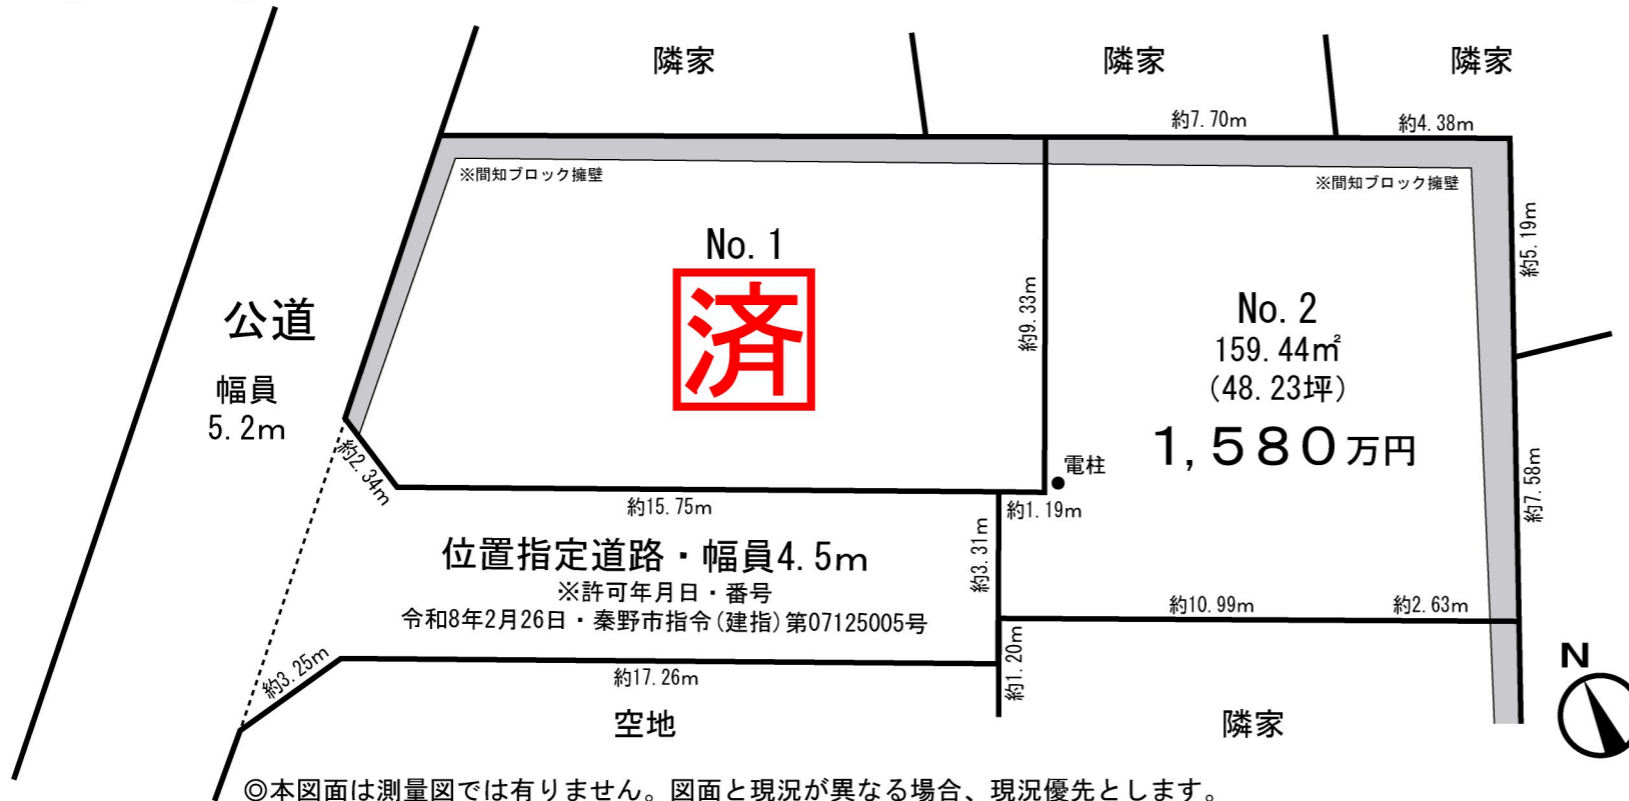 隣家
隣家
隣家
約7.70m
約4.38m
※間知ブロック擁壁
※間知ブロック擁壁
約5.19m
No.1
済
約9.33m
公道
幅員
5.2m
No.2
159.44㎡
(48.23坪)
1,580万円
電柱
約7.58m
約2.34m
約15.75m
約1.19m
約3.31m
位置指定道路・幅員4.5m
※許可年月日・番号
令和8年2月26日・秦野市指令(建指)第07125005号
約10.99m
約2.63m
約3.25m
約17.26m
約1.20m
空地
隣家
N
◎本図面は測量図では有りません。図面と現況が異なる場合、現況優先とします。